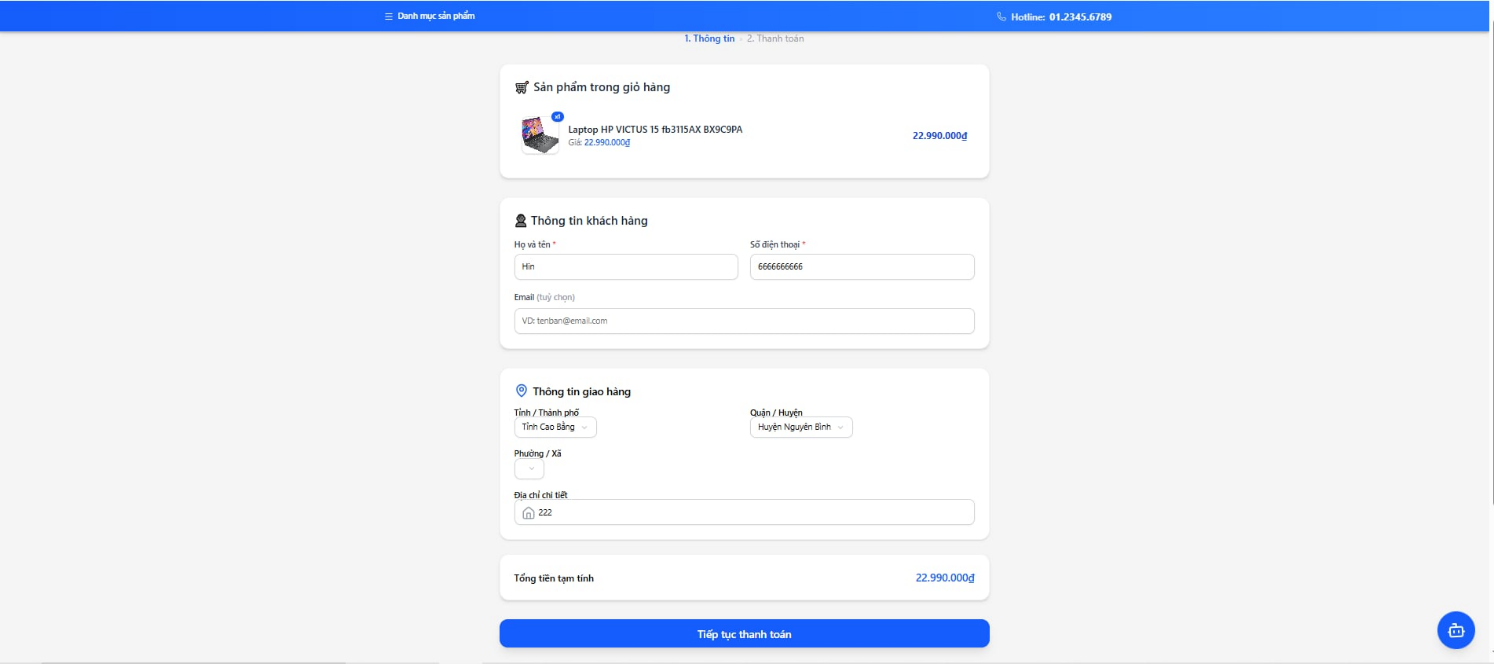 Danh mục sản phẩm
Hotline: 01.2345.6789
1. Thông tin - 2. Thanh toán
Sản phẩm trong giỏ hàng
x1
Laptop HP VICTUS 15 fb3115AX BX9C9PA
Giá: 22.990.000₫
22.990.000₫
Thông tin khách hàng
Họ và tên *
Số điện thoại *
Hin
6666666666
Email (tuỳ chọn)
VD: tenban@email.com
Thông tin giao hàng
Tỉnh / Thành phố
Quận / Huyện
Tỉnh Cao Bằng
Huyện Nguyên Bình
Phường / Xã
Địa chỉ chi tiết
222
Tổng tiền tạm tính
22.990.000₫
Tiếp tục thanh toán